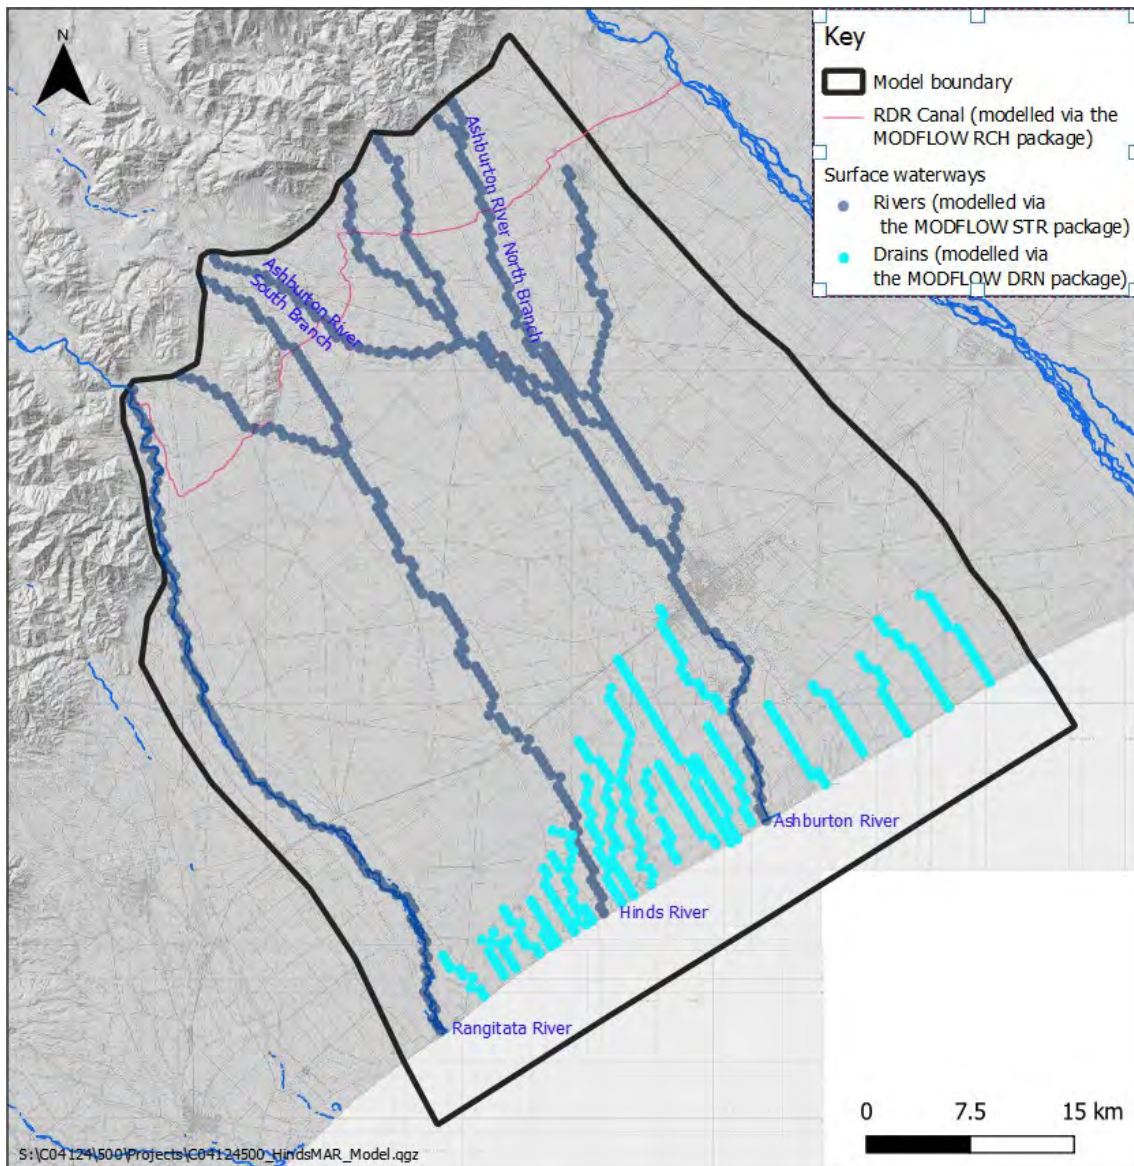 N
Key
Model boundary
RDR Canal (modelled via the
MODFLOW RCH package)
Surface waterways
Rivers (modelled via
the MODFLOW STR package)
Drains (modelled via
the MODFLOW DRN package)
Ashburton River North Branch
Ashburton River
South Branch
Ashburton River
Hinds River
Rangitata River
0 7.5 15 km
S:\C04124\500\Projects\C04124500_HindsMAR_Model.qgz